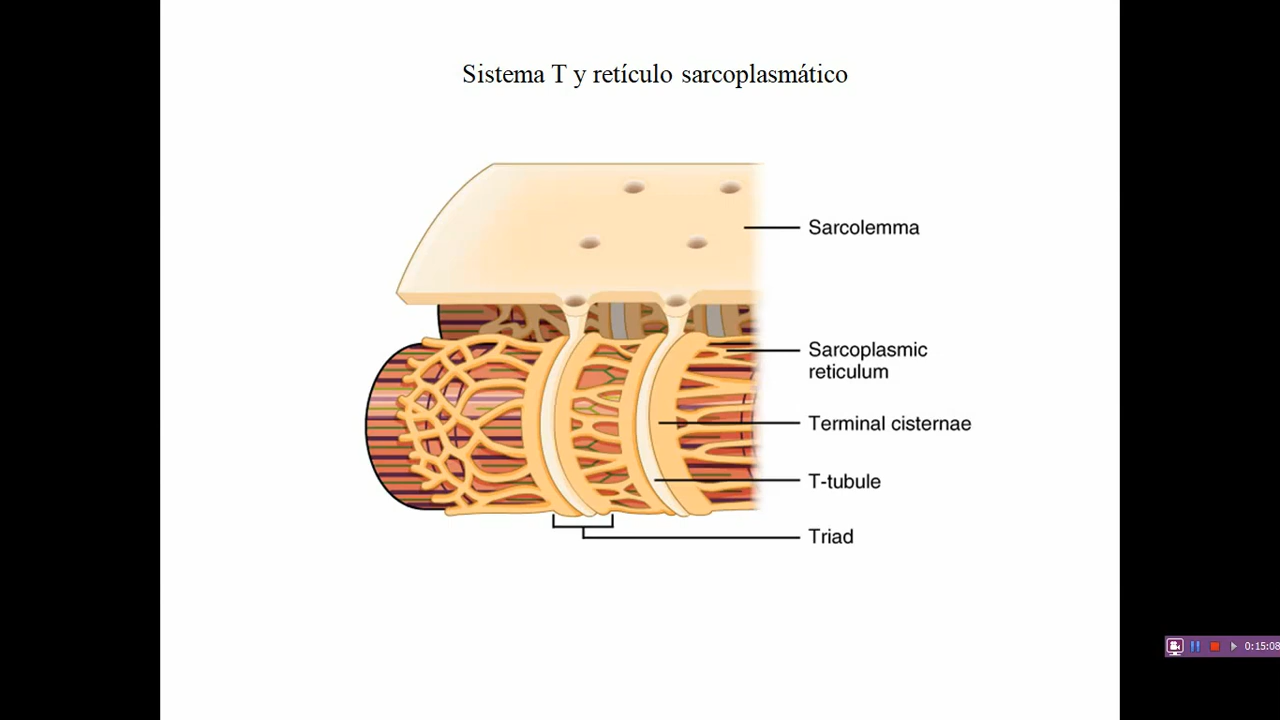 Sistema T y retículo sarcoplasmático
Sarcolemma
Sarcoplasmic
reticulum
Terminal cisternae
T-tubule
Triad
0:15:08